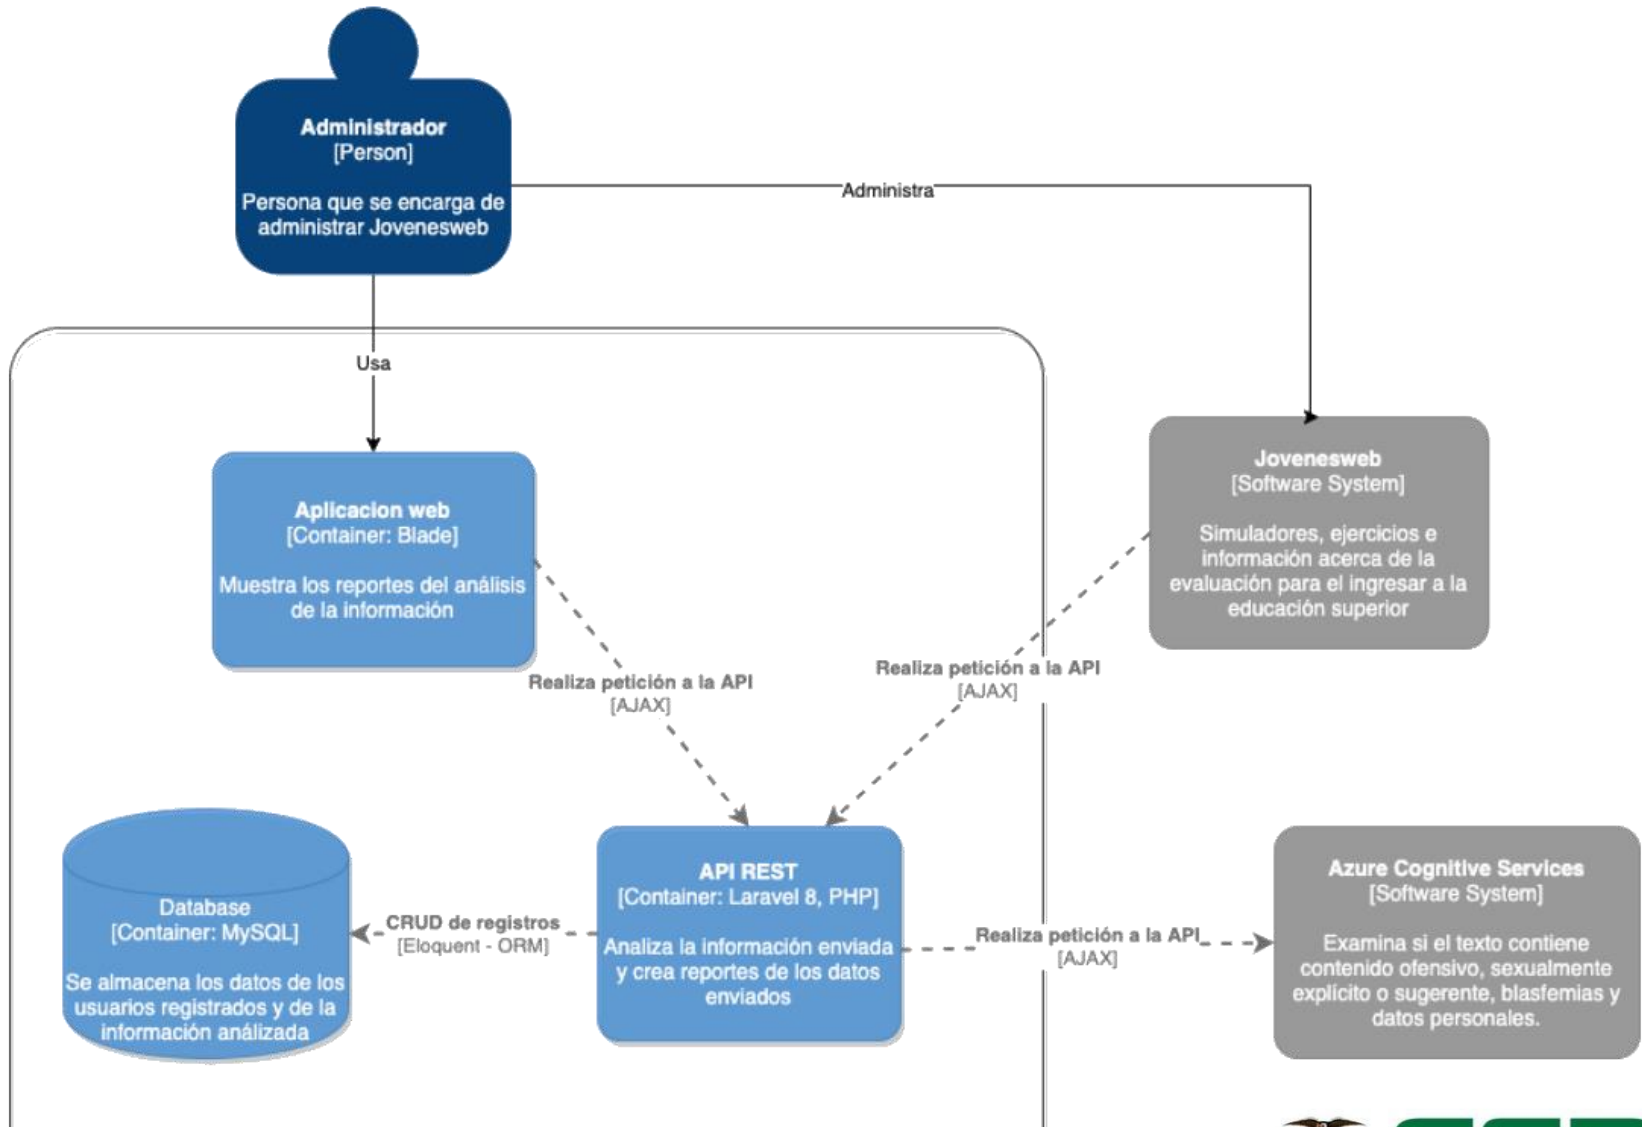 Administrador
[Person]
Persona que se encarga de
administrar Jovenesweb
Administra
Usa
Aplicacion web
[Container: Blade]
Muestra los reportes del análisis
de la información
Jovenesweb
[Software System]
Simuladores, ejercicios e
información acerca de la
evaluación para el ingresar a la
educación superior
Realiza petición a la API
[AJAX]
Realiza petición a la API
[AJAX]
Database
[Container: MySQL]
Se almacena los datos de los
usuarios registrados y de la
información análizada
CRUD de registros
[Eloquent - ORM]
API REST
[Container: Laravel 8, PHP]
Analiza la información enviada
y crea reportes de los datos
enviados
Realiza petición a la API
[AJAX]
Azure Cognitive Services
[Software System]
Examina si el texto contiene
contenido ofensivo, sexualmente
explícito o sugerente, blasfemias y
datos personales.